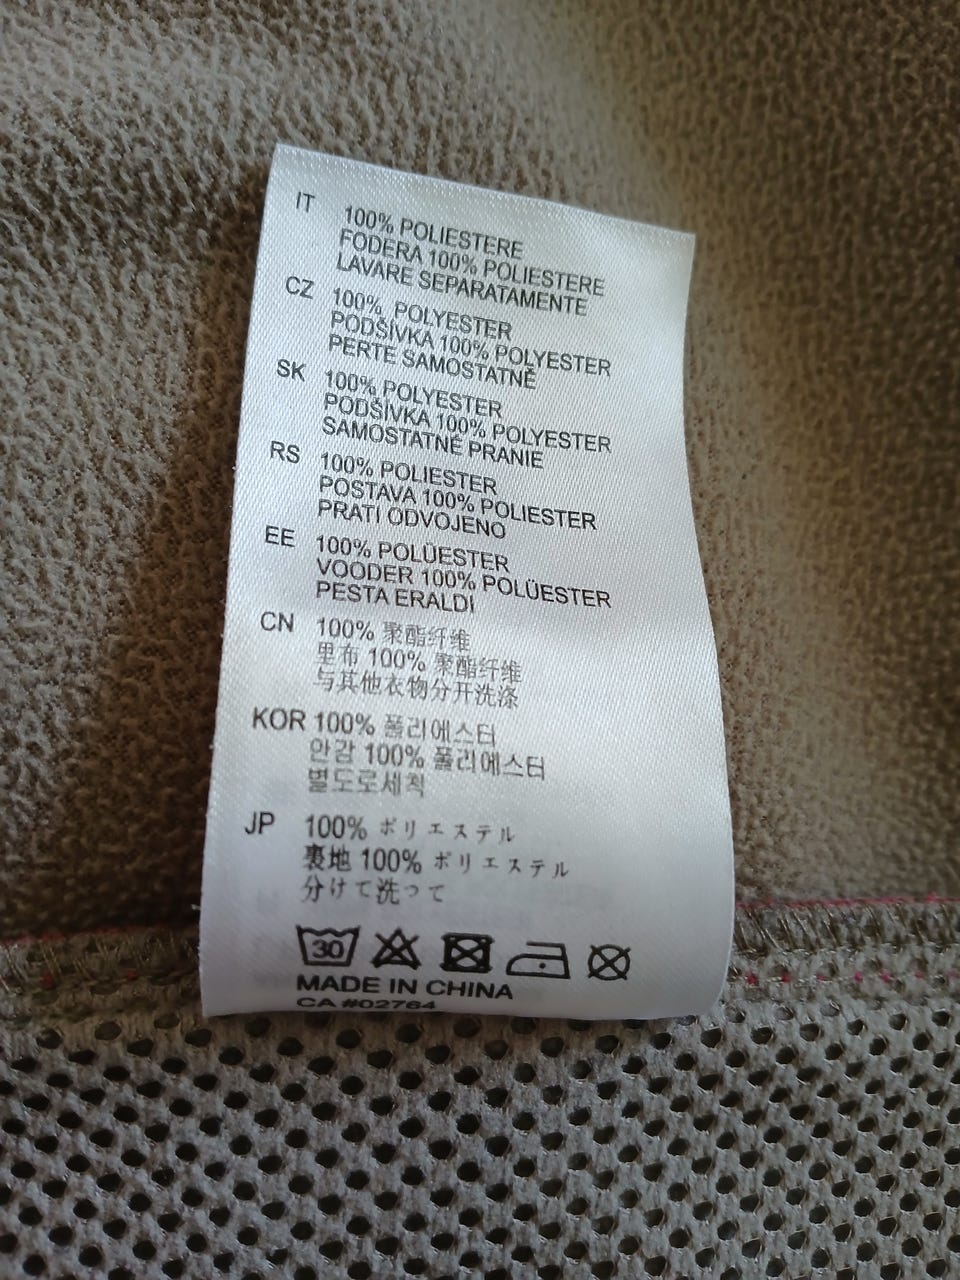 IT 100% POLIESTERE
FODERA 100% POLIESTERE
LAVARE SEPARATAMENTE
CZ 100% POLYESTER
PODŠÍVKA 100% POLYESTER
PERTE SAMOSTATNĚ
SK 100% POLYESTER
PODŠÍVKA 100% POLYESTER
SAMOSTATNÉ PRANIE
RS 100% POLIESTER
POSTAVA 100% POLIESTER
PRATI ODVOJENO
EE 100% POLÜESTER
VOODER 100% POLÜESTER
PESTA ERALDI
CN 100% 聚酯纤维
里布 100% 聚酯纤维
与其他衣物分开洗涤
KOR 100% 폴리에스터
안감 100% 폴리에스터
별도로세척
JP 100% ポリエステル
裏地 100% ポリエステル
分けて洗って
30
MADE IN CHINA
CA #02764